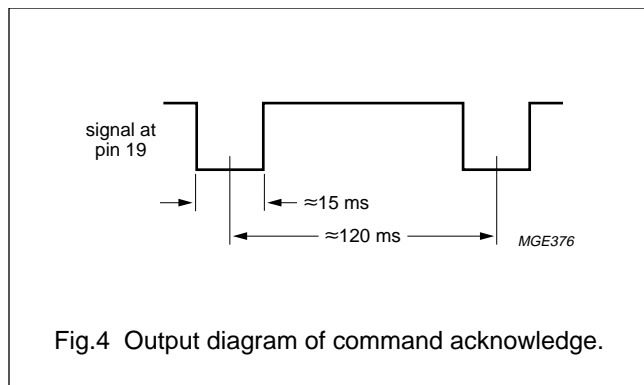 signal at
pin 19
≈15 ms
≈120 ms
MGE376
Fig.4 Output diagram of command acknowledge.